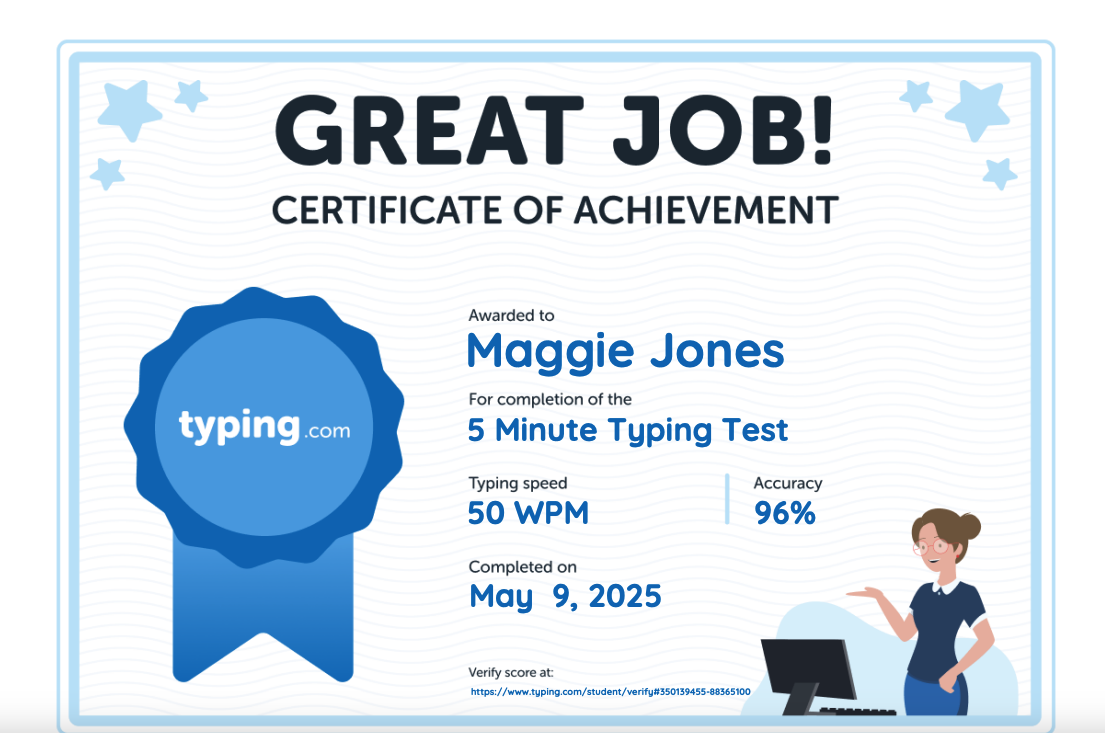 GREAT JOB!
CERTIFICATE OF ACHIEVEMENT
typing.com
Awarded to
Maggie Jones
For completion of the
5 Minute Typing Test
Typing speed
Accuracy
50 WPM
96%
Completed on
May 9, 2025
Verify score at:
https://www.typing.com/student/verify#350139455-88365100